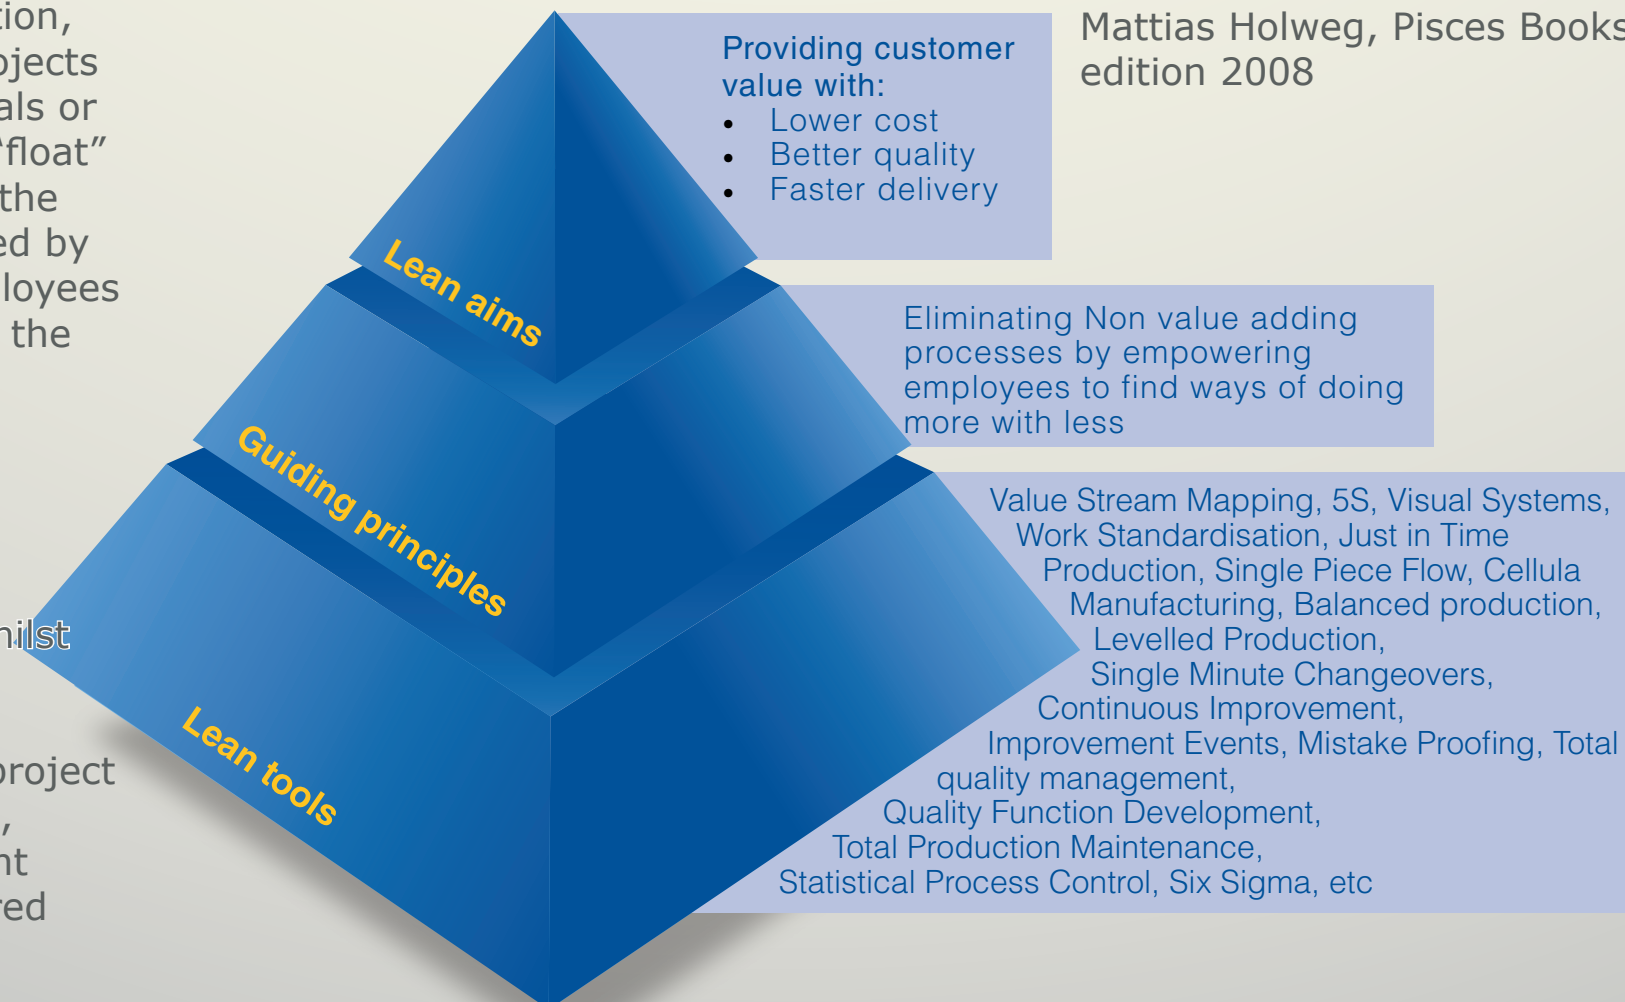 tion,
ojects
als or
“float”
the
ed by
ployees
the
hilst
project
,
nt
red
Mattias Holweg, Pisces Books
edition 2008
Lean aims
Providing customer
value with:
• Lower cost
• Better quality
• Faster delivery
Guiding principles
Eliminating Non value adding
processes by empowering
employees to find ways of doing
more with less
Lean tools
Value Stream Mapping, 5S, Visual Systems,
Work Standardisation, Just in Time
Production, Single Piece Flow, Cellula
Manufacturing, Balanced production,
Levelled Production,
Single Minute Changeovers,
Continuous Improvement,
Improvement Events, Mistake Proofing, Total
quality management,
Quality Function Development,
Total Production Maintenance,
Statistical Process Control, Six Sigma, etc